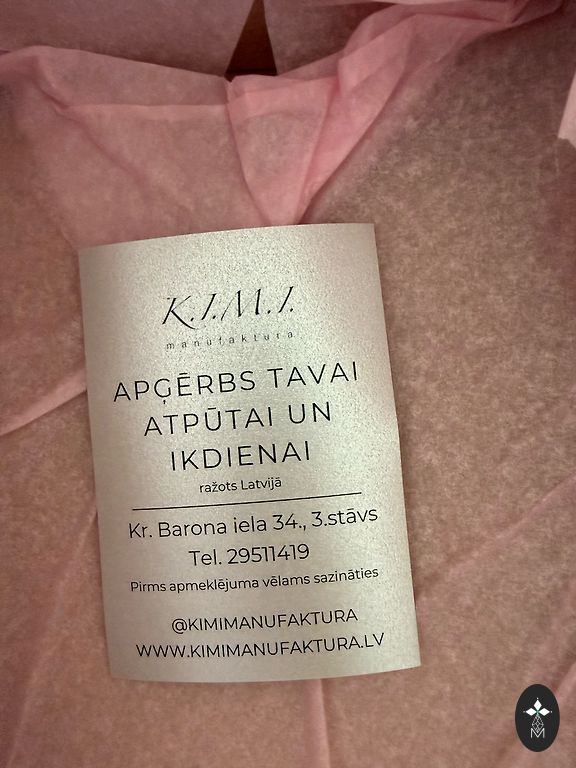 K.I.M.I.
manufaktura
APĢĒRBS TAVAI
ATPŪTAI UN
IKDIENAI
ražots Latvijā
Kr. Barona iela 34., 3.stāvs
Tel. 29511419
Pirms apmeklējuma vēlams sazināties
@KIMIMANUFAKTURA
WWW.KIMIMANUFAKTURA.LV
M